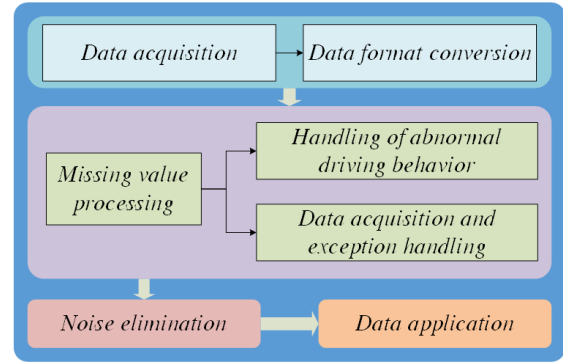 Data acquisition
Data format conversion
Missing value
processing
Handling of abnormal
driving behavior
Data acquisition and
exception handling
Noise elimination
Data application